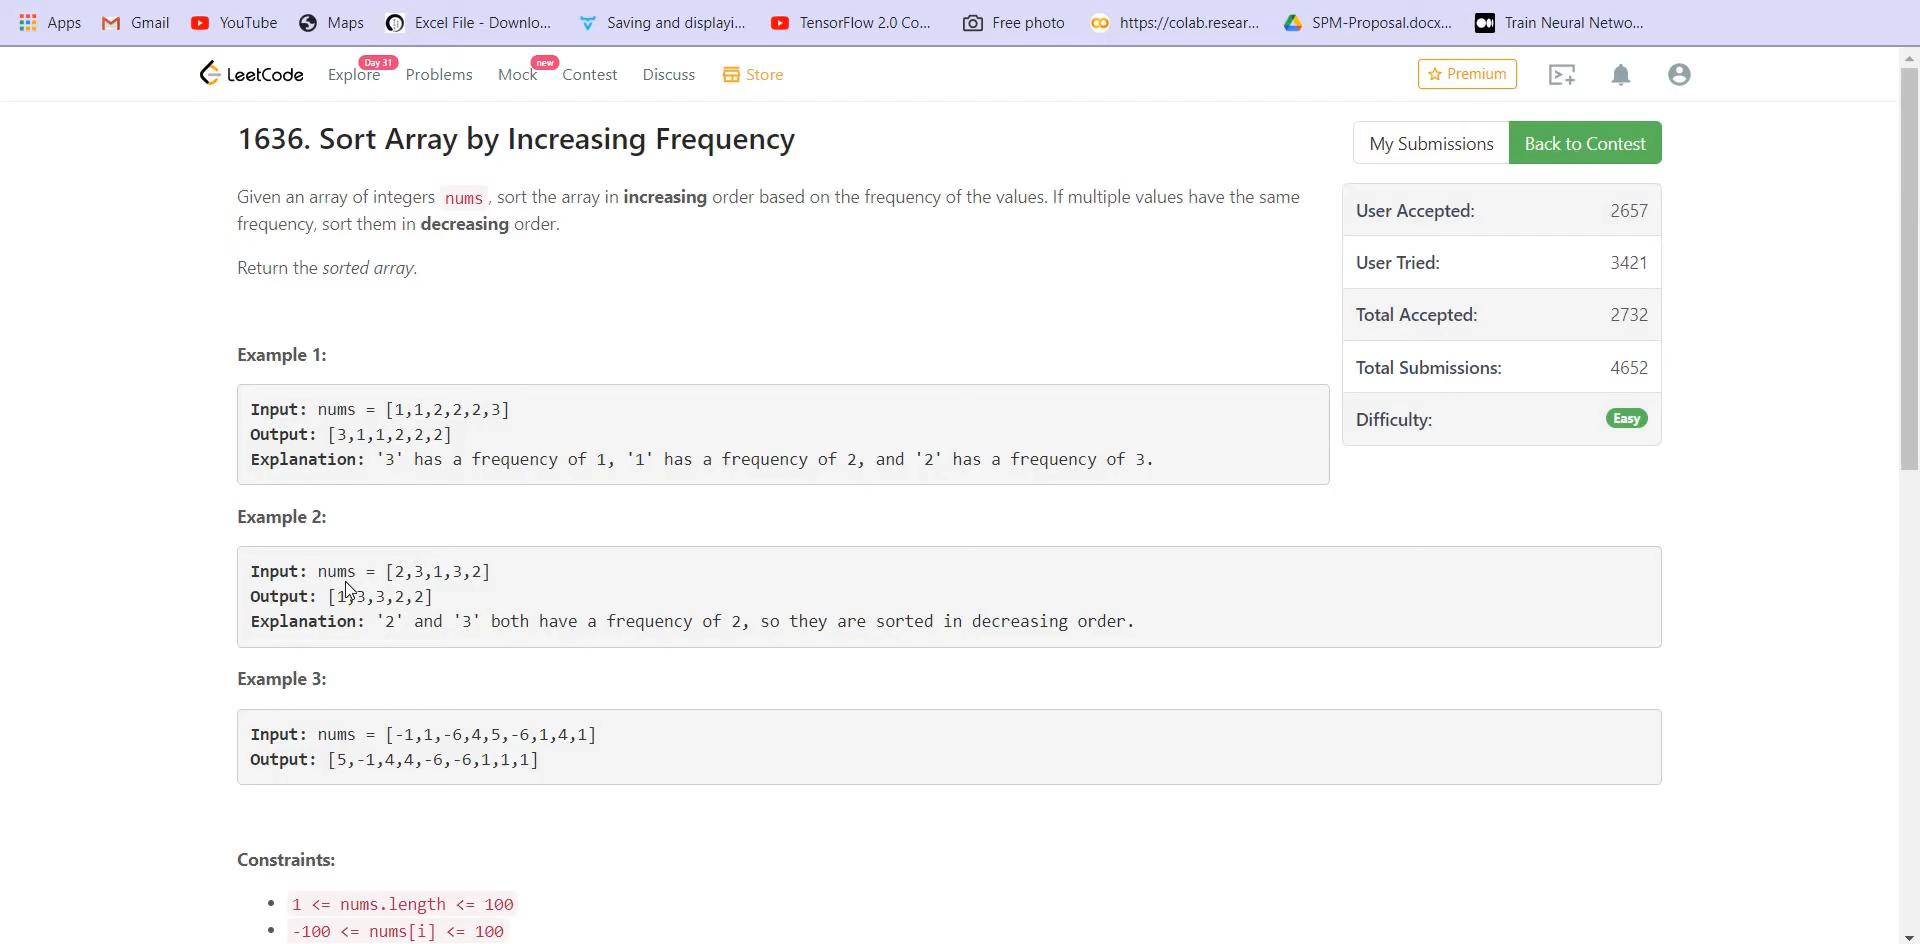 Apps Gmail YouTube Maps Excel File - Downlo... Saving and displayi... TensorFlow 2.0 Co... Free photo https://colab.resear... SPM-Proposal.docx... Train Neural Netwo...
LeetCode Explore Day 31 Problems Mock new Contest Discuss Store Premium
1636. Sort Array by Increasing Frequency
My Submissions Back to Contest
Given an array of integers nums, sort the array in increasing order based on the frequency of the values. If multiple values have the same
frequency, sort them in decreasing order.
Return the sorted array.
User Accepted: 2657
User Tried: 3421
Total Accepted: 2732
Total Submissions: 4652
Difficulty: Easy
Example 1:
Input: nums = [1,1,2,2,2,3]
Output: [3,1,1,2,2,2]
Explanation: '3' has a frequency of 1, '1' has a frequency of 2, and '2' has a frequency of 3.
Example 2:
Input: nums = [2,3,1,3,2]
Output: [1,3,3,2,2]
Explanation: '2' and '3' both have a frequency of 2, so they are sorted in decreasing order.
Example 3:
Input: nums = [-1,1,-6,4,5,-6,1,4,1]
Output: [5,-1,4,4,-6,-6,1,1,1]
Constraints:
• 1 <= nums.length <= 100
• -100 <= nums[i] <= 100